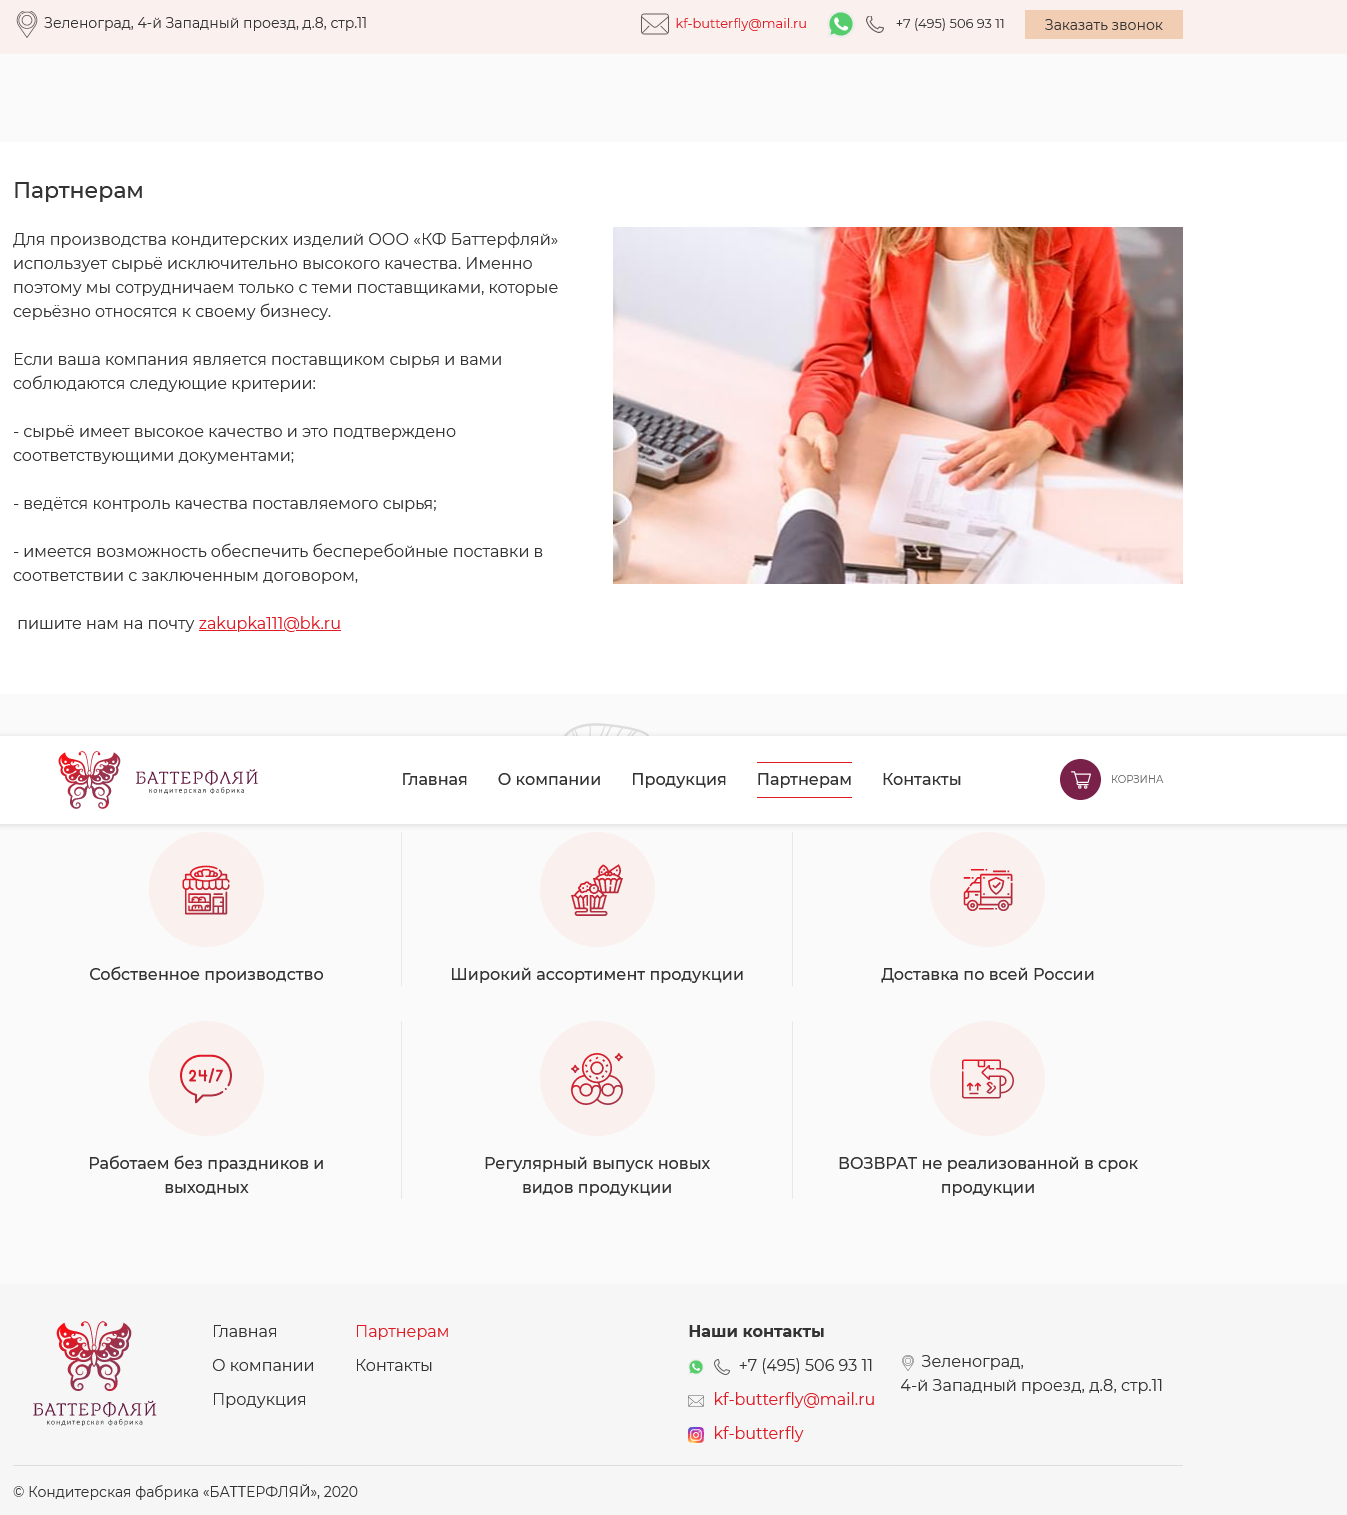 Зеленоград, 4-й Западный проезд, д.8, стр.11
kf-butterfly@mail.ru
+7 (495) 506 93 11
Заказать звонок
Партнерам
Для производства кондитерских изделий ООО «КФ Баттерфляй»
использует сырьё исключительно высокого качества. Именно
поэтому мы сотрудничаем только с теми поставщиками, которые
серьёзно относятся к своему бизнесу.
Если ваша компания является поставщиком сырья и вами
соблюдаются следующие критерии:
- сырьё имеет высокое качество и это подтверждено
соответствующими документами;
- ведётся контроль качества поставляемого сырья;
- имеется возможность обеспечить бесперебойные поставки в
соответствии с заключенным договором,
пишите нам на почту zakupka111@bk.ru
БАТТЕРФЛЯЙ
кондитерская фабрика
Главная
О компании
Продукция
Партнерам
Контакты
КОРЗИНА
Собственное производство
Широкий ассортимент продукции
Доставка по всей России
24/7
Работаем без праздников и
выходных
Регулярный выпуск новых
видов продукции
ВОЗВРАТ не реализованной в срок
продукции
БАТТЕРФЛЯЙ
кондитерская фабрика
Главная
О компании
Продукция
Партнерам
Контакты
Наши контакты
+7 (495) 506 93 11
kf-butterfly@mail.ru
kf-butterfly
Зеленоград,
4-й Западный проезд, д.8, стр.11
© Кондитерская фабрика «БАТТЕРФЛЯЙ», 2020